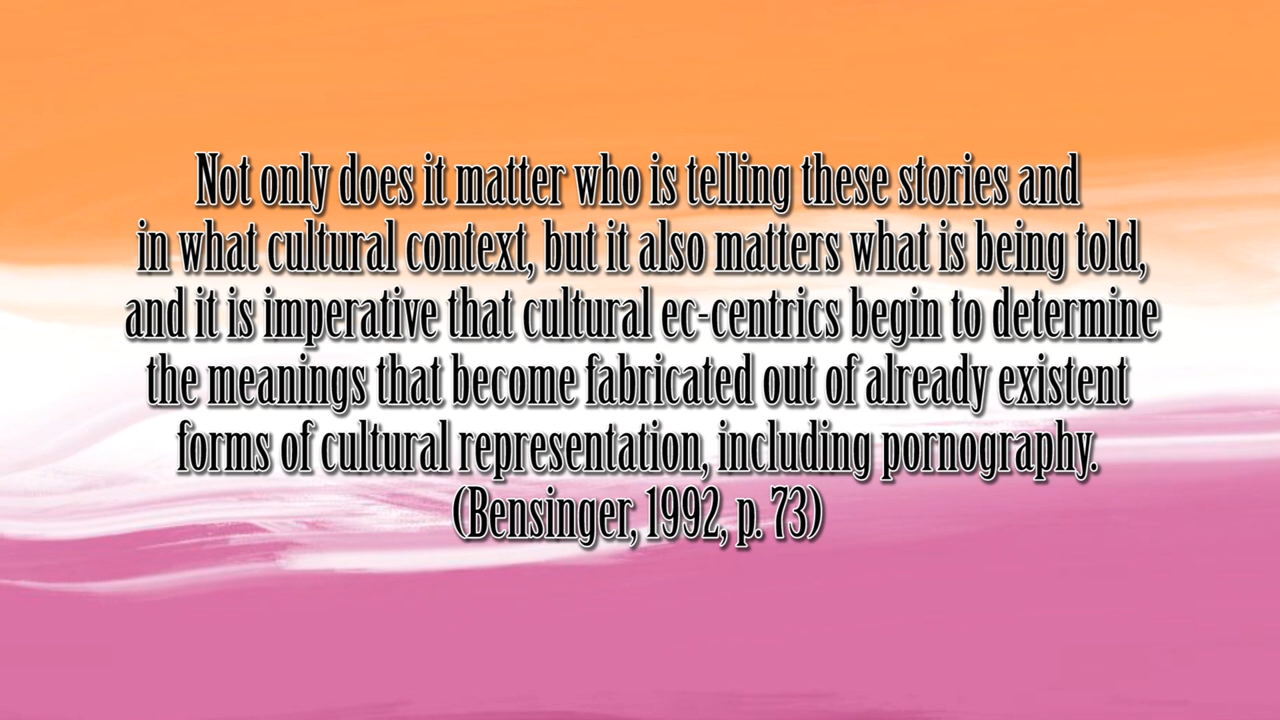 Not only does it matter who is telling these stories and
in what cultural context, but it also matters what is being told,
and it is imperative that cultural ec-centrics begin to determine
the meanings that become fabricated out of already existent
forms of cultural representation, including pornography.
(Bensinger, 1992, p. 73)